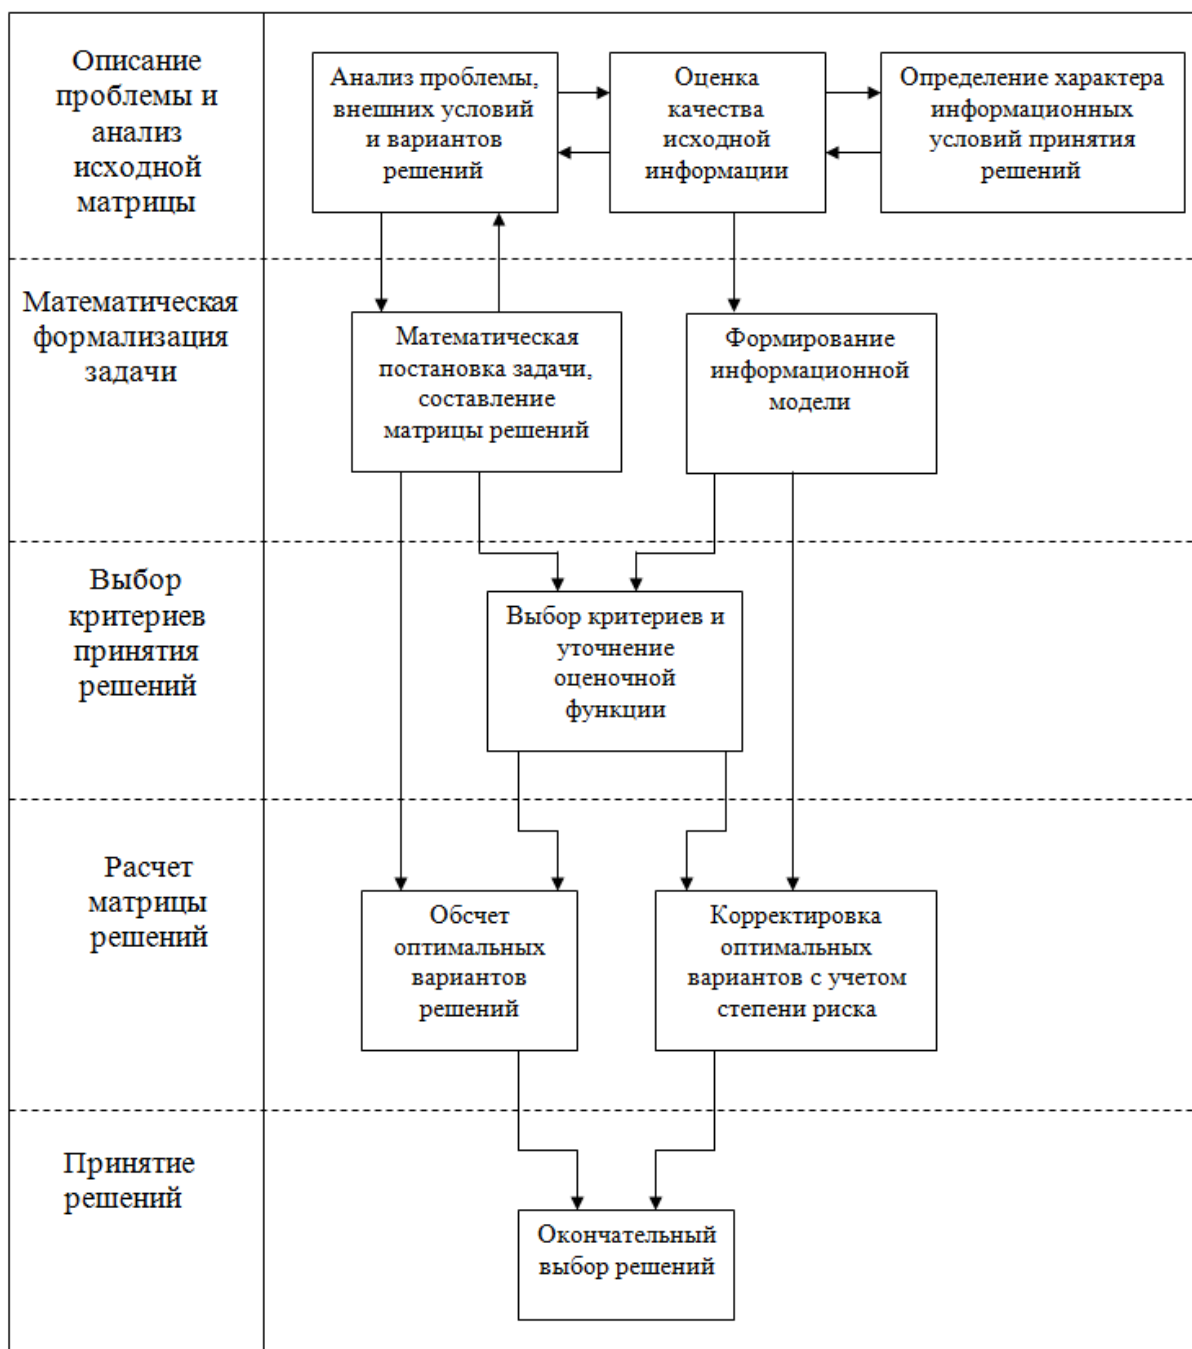 Описание
проблемы и
анализ
исходной
матрицы
Анализ проблемы,
внешних условий
и вариантов
решений
Оценка
качества
исходной
информации
Определение характера
информационных
условий принятия
решений
Математическая
формализация
задачи
Математическая
постановка задачи,
составление
матрицы решений
Формирование
информационной
модели
Выбор
критериев
принятия
решений
Выбор критериев и
уточнение
оценочной
функции
Расчет
матрицы
решений
Обсчет
оптимальных
вариантов
решений
Корректировка
оптимальных
вариантов с учетом
степени риска
Принятие
решений
Окончательный
выбор решений